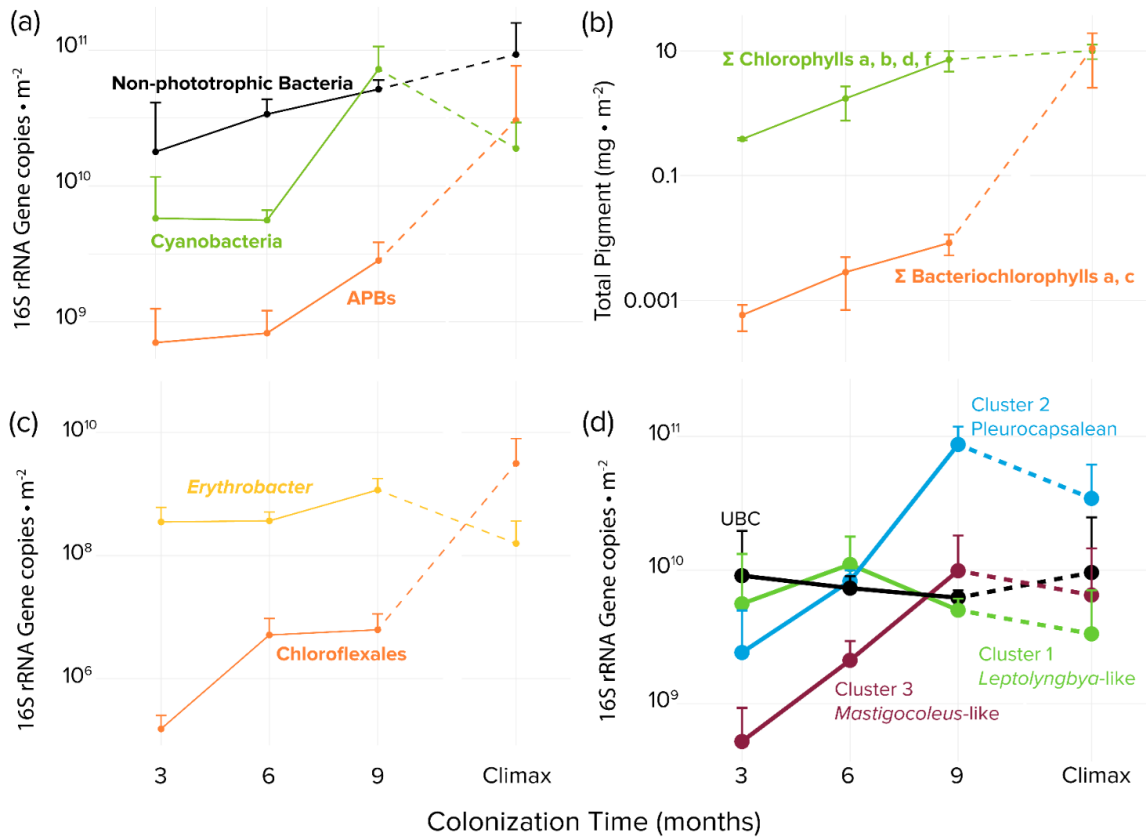 (a)
16S rRNA Gene copies • m⁻²
10¹¹
10¹⁰
10⁹
Non-phototrophic Bacteria
Cyanobacteria
APBs
(b)
Total Pigment (mg • m⁻²)
10
0.1
0.001
Σ Chlorophylls a, b, d, f
Σ Bacteriochlorophylls a, c
(c)
16S rRNA Gene copies • m⁻²
10¹⁰
10⁸
10⁶
Erythrobacter
Chloroflexales
3
6
9
Climax
(d)
16S rRNA Gene copies • m⁻²
10¹¹
10¹⁰
10⁹
Cluster 2
Pleurocapsalean
UBC
Cluster 1
Leptolyngbya-like
Cluster 3
Mastigocoleus-like
3
6
9
Climax
Colonization Time (months)